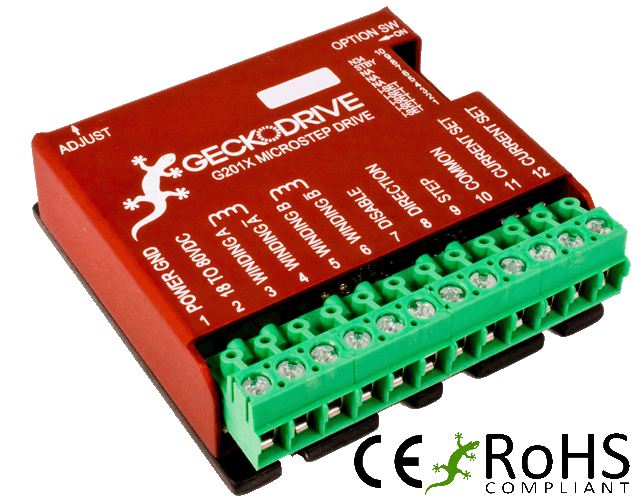 OPTION SW
←ON
ADJUST
GECKODRIVE
G201X MICROSTEP DRIVE
1 POWER GND
2 18 TO 80VDC
3 WINDING A
4 WINDING A
5 WINDING B
6 WINDING B
7 DISABLE
8 DIRECTION
9 STEP
10 COMMON
11 CURRENT SET
12 CURRENT SET
CE RoHS
COMPLIANT